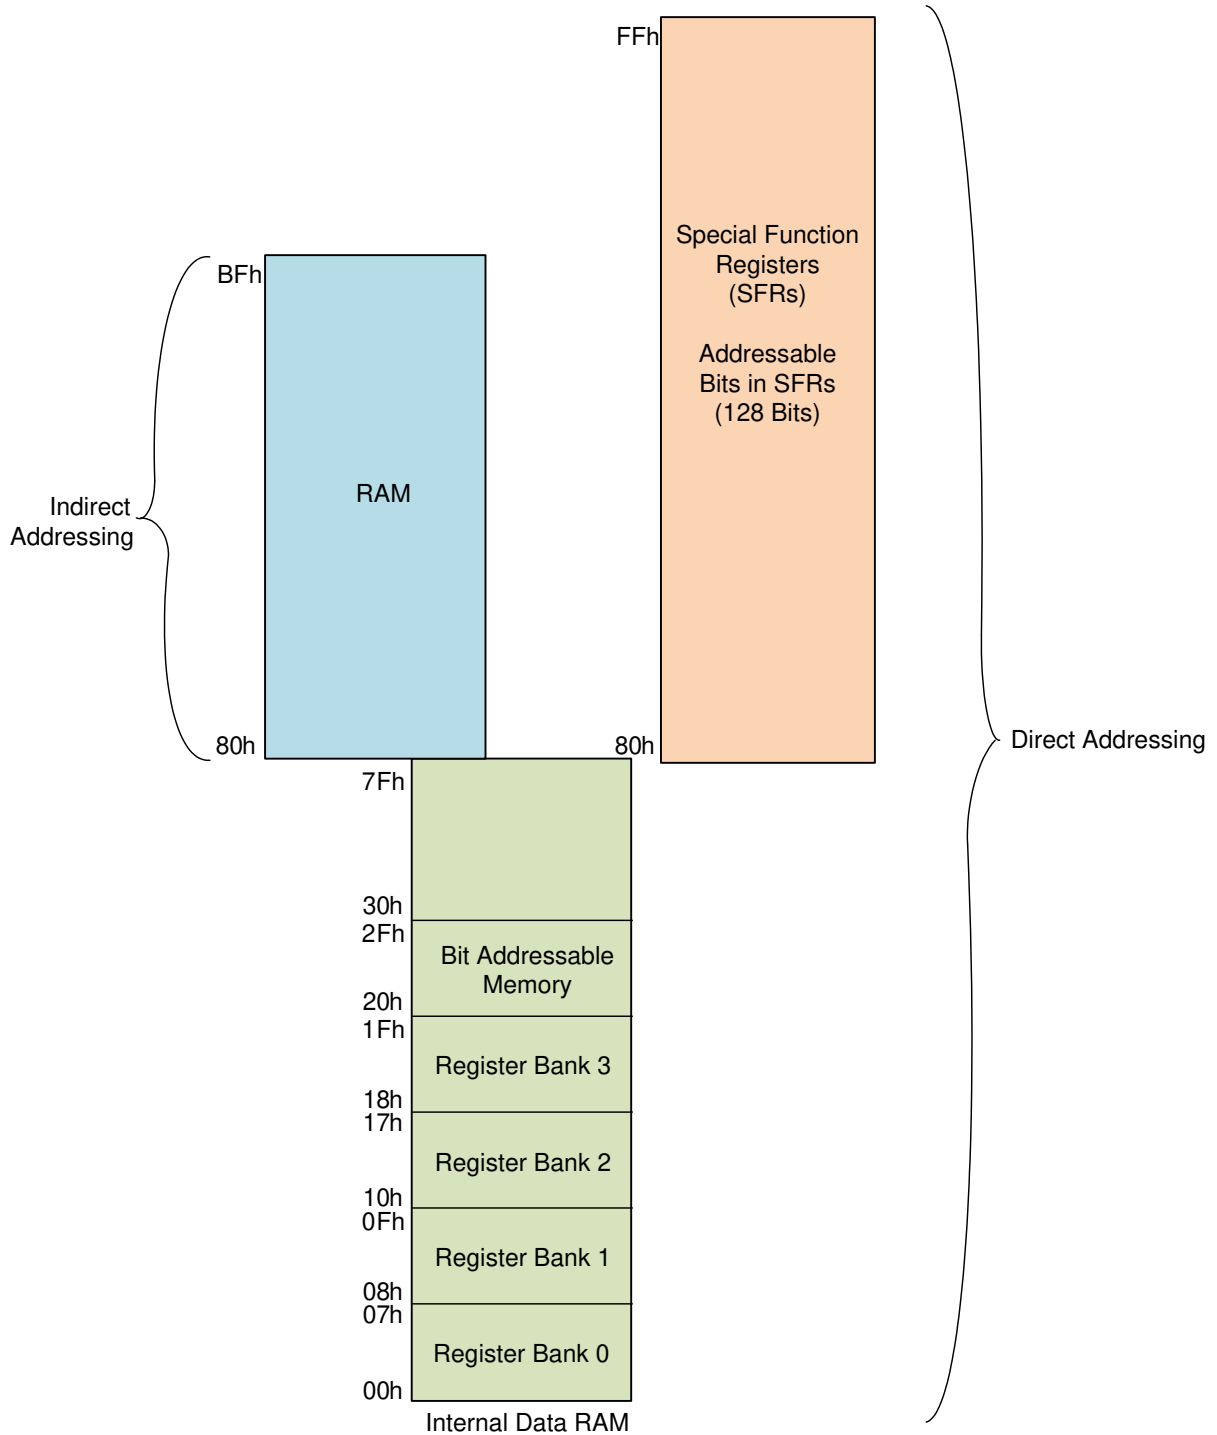 FFh
Special Function
Registers
(SFRs)
Addressable
Bits in SFRs
(128 Bits)
80h
BFh
RAM
80h
Indirect
Addressing
Direct Addressing
7Fh
30h
2Fh
Bit Addressable
Memory
20h
1Fh
Register Bank 3
18h
17h
Register Bank 2
10h
0Fh
Register Bank 1
08h
07h
Register Bank 0
00h
Internal Data RAM